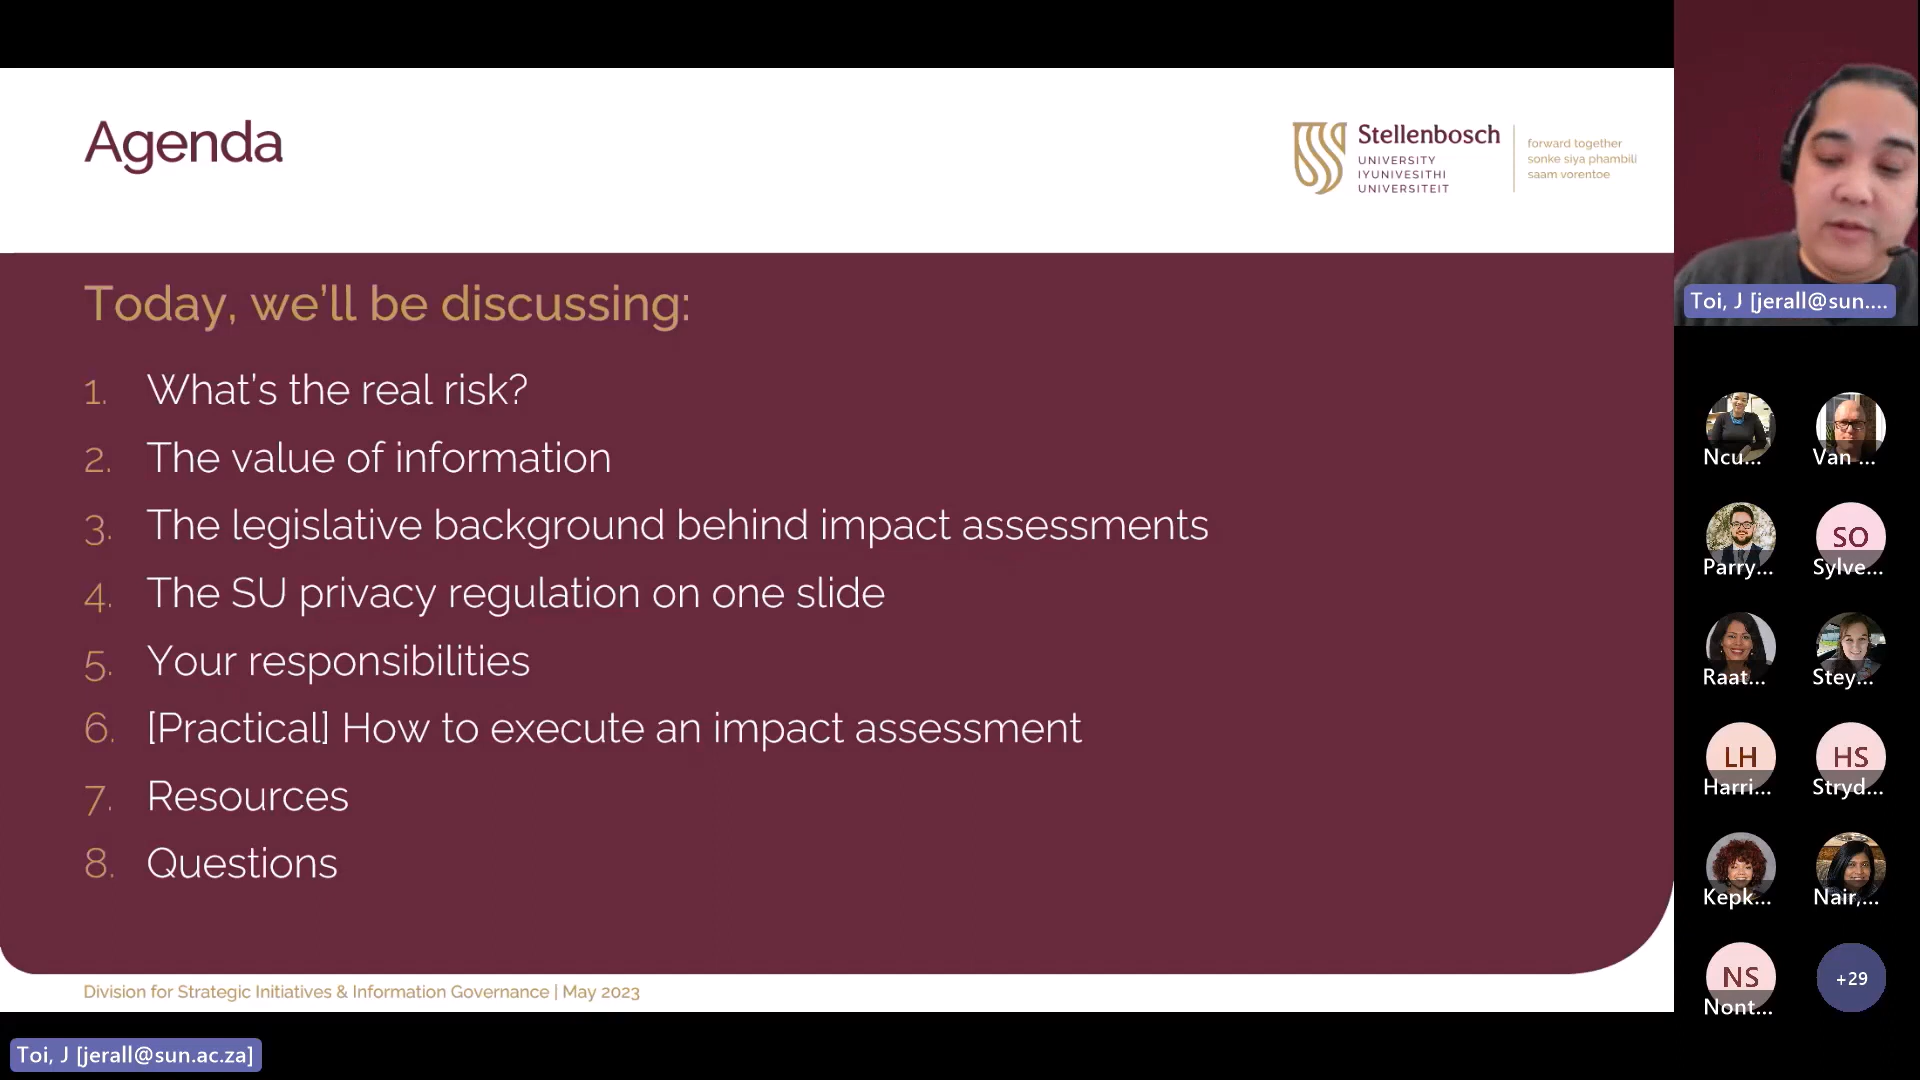 Agenda
Stellenbosch
UNIVERSITY
IYUNIVESITHI
UNIVERSITEIT
forward together
sonke siya phambili
saam vorentoe
Today, we'll be discussing:
1. What's the real risk?
2. The value of information
3. The legislative background behind impact assessments
4. The SU privacy regulation on one slide
5. Your responsibilities
6. [Practical] How to execute an impact assessment
7. Resources
8. Questions
Division for Strategic Initiatives & Information Governance | May 2023
Toi, J [jerall@sun.ac.za]
Toi, J [jerall@sun....
Ncu...
Van ...
Parry...
SO
Sylve...
Raat...
Stey...
LH
Harri...
HS
Stryd...
Kepk...
Nair,...
NS
Nont...
+29